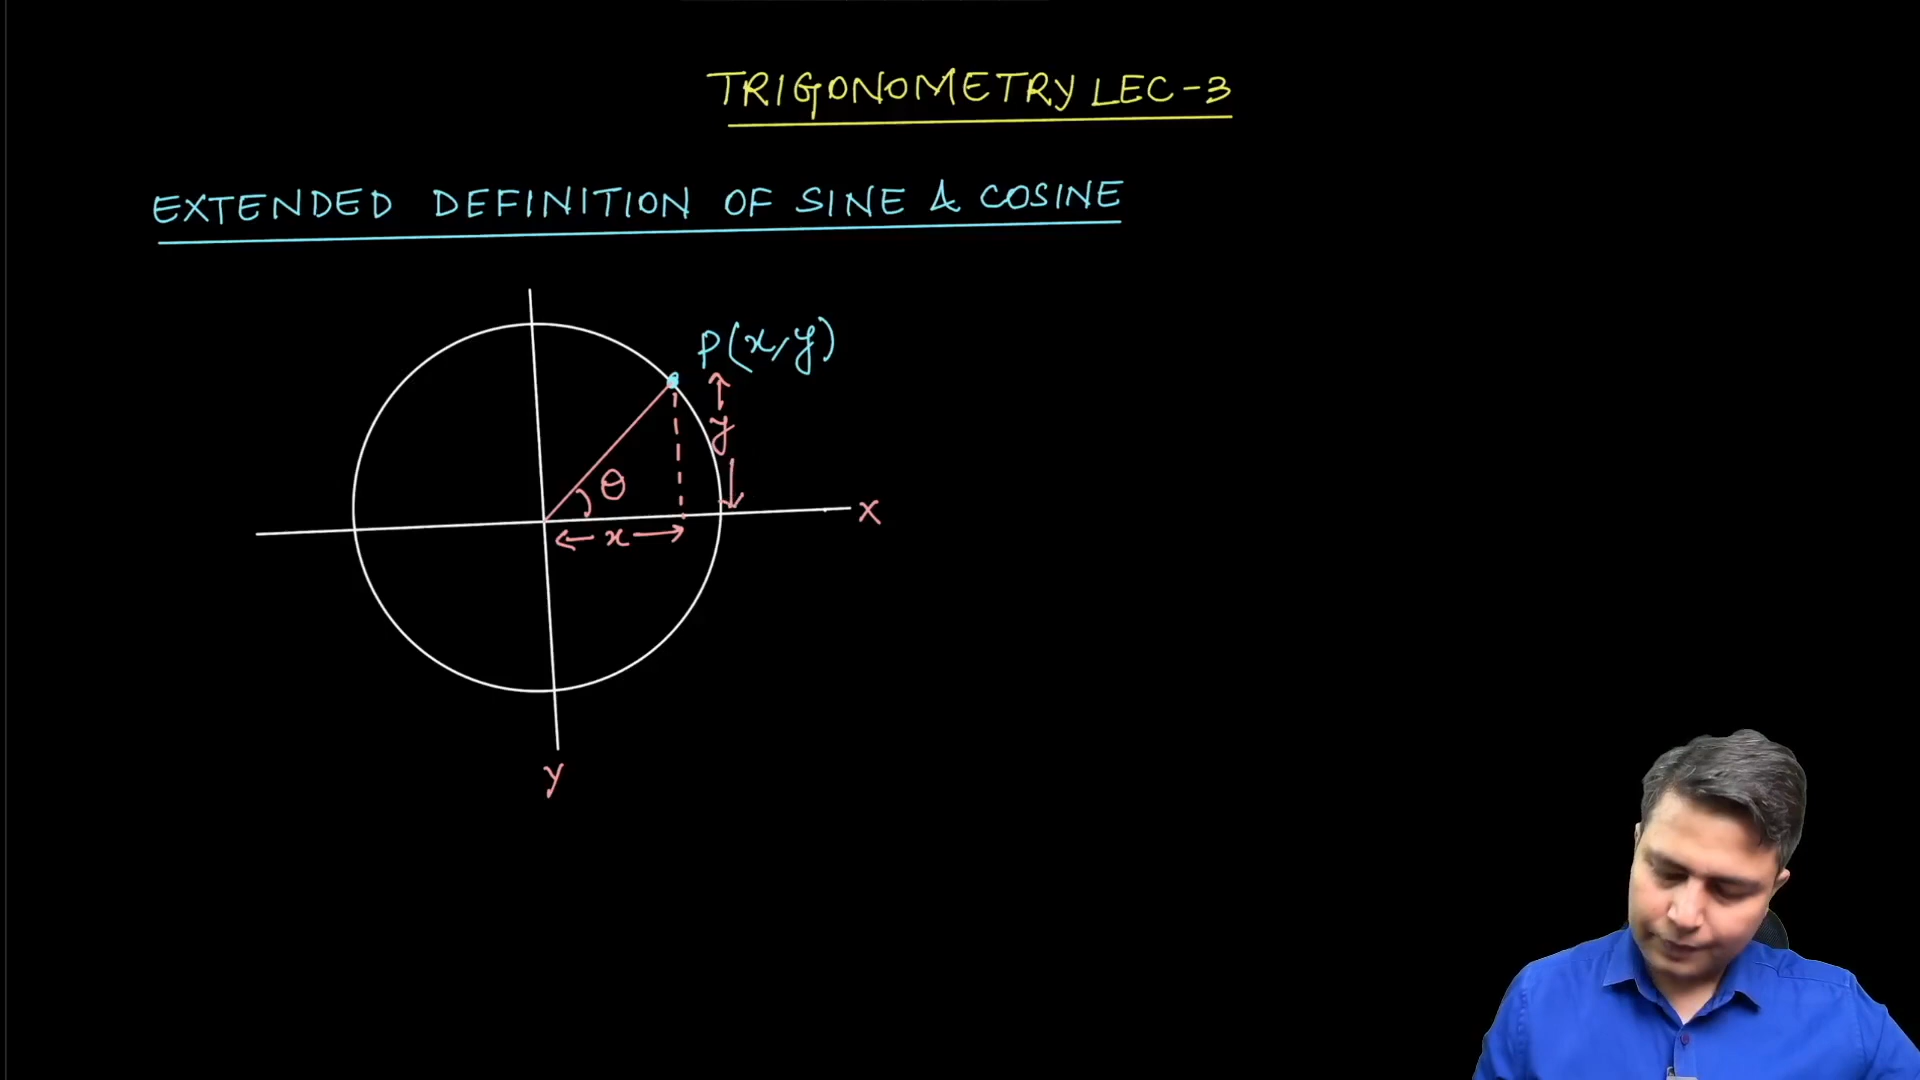 TRIGONOMETRY LEC-3
EXTENDED DEFINITION OF SINE & COSINE
P(x,y)
y
θ
x
x
y